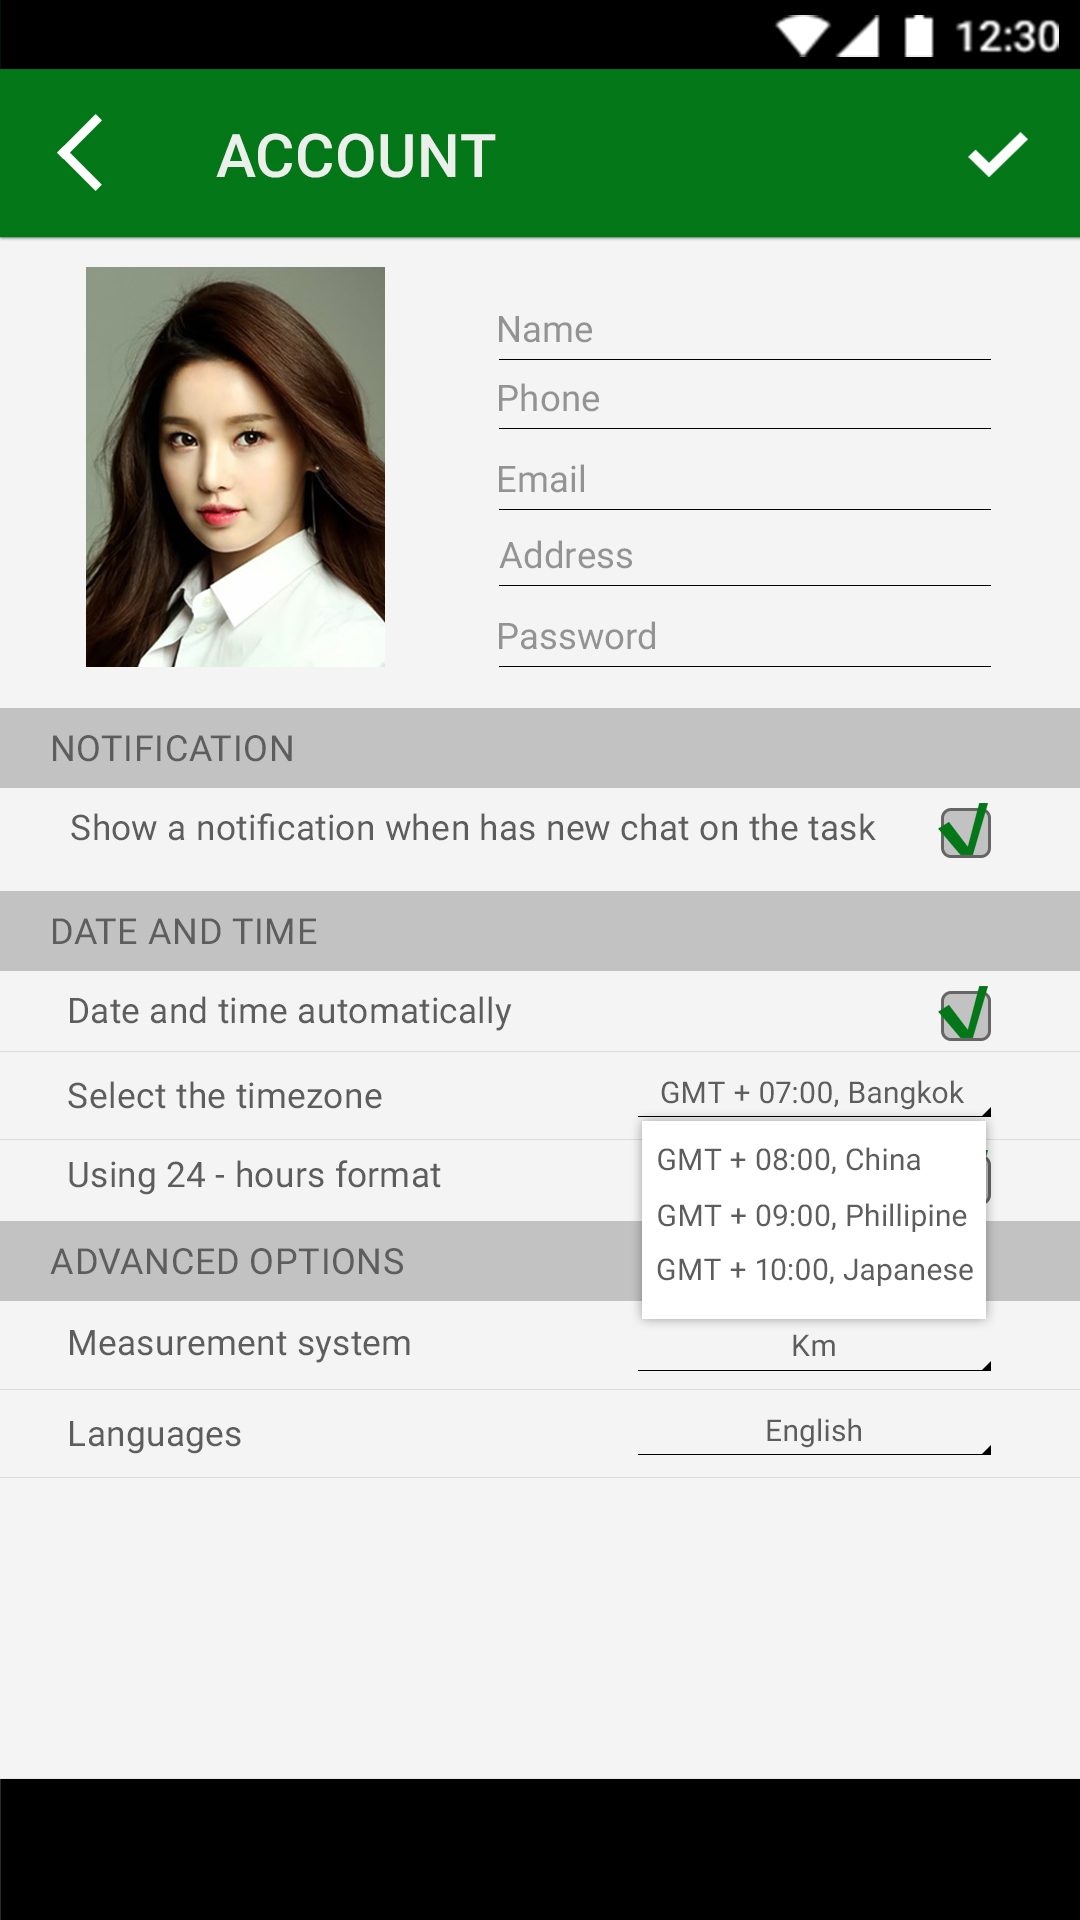 12:30
ACCOUNT
Name
Phone
Email
Address
Password
NOTIFICATION
Show a notification when has new chat on the task
DATE AND TIME
Date and time automatically
Select the timezone
GMT + 07:00, Bangkok
GMT + 08:00, China
Using 24 - hours format
GMT + 09:00, Phillipine
ADVANCED OPTIONS
GMT + 10:00, Japanese
Measurement system
Km
Languages
English